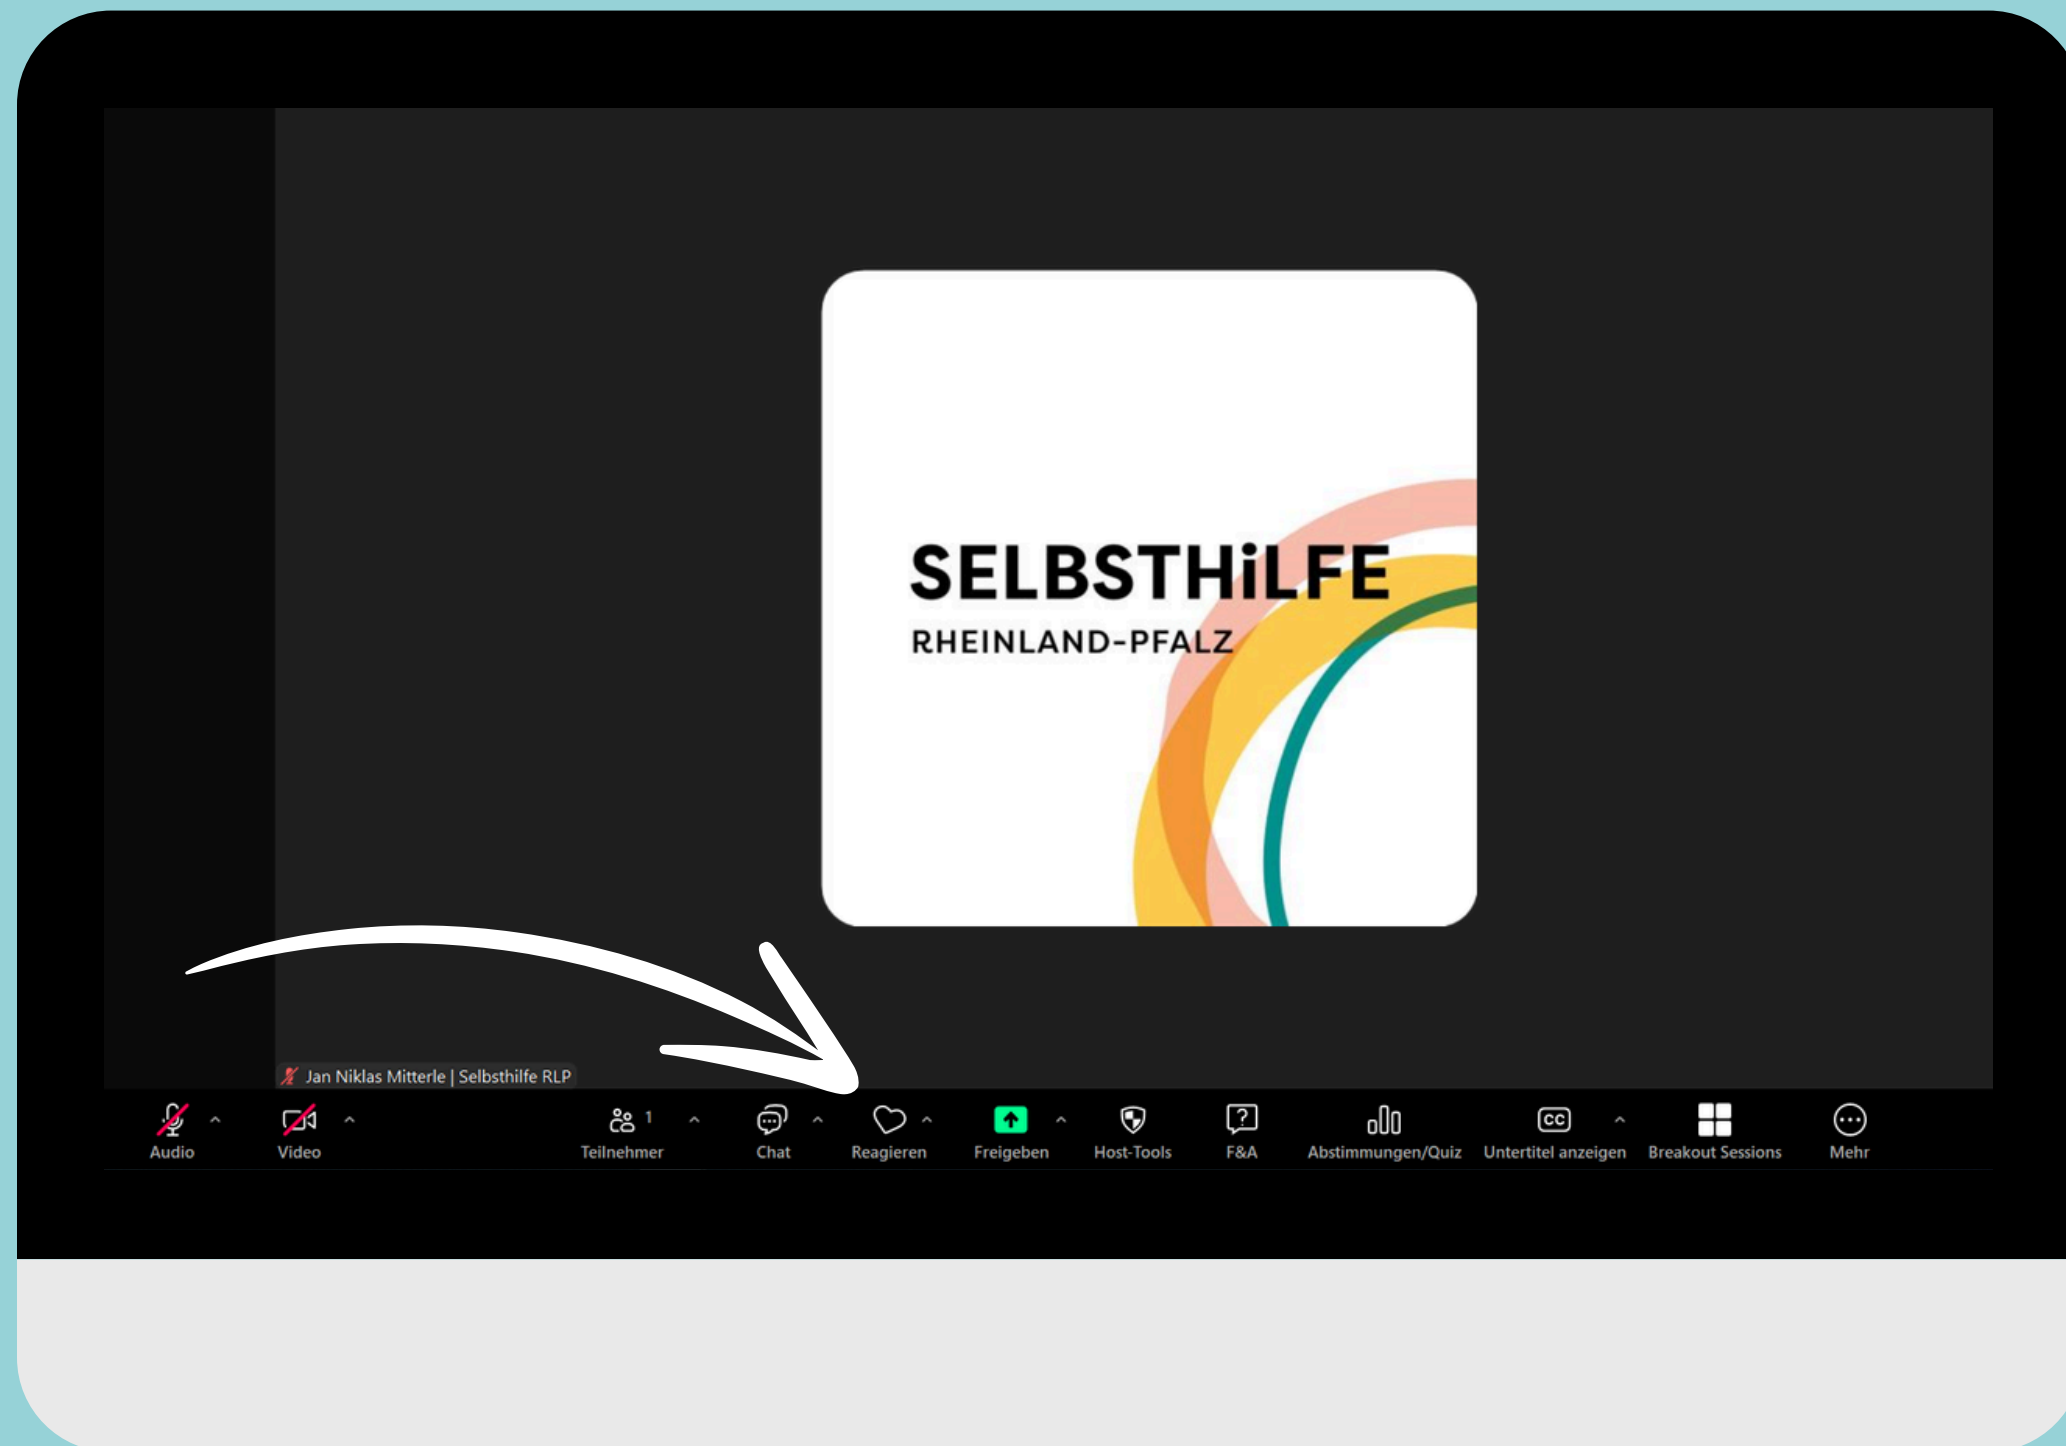 SELBSTHiLFE
RHEINLAND-PFALZ
Jan Niklas Mitterle | Selbsthilfe RLP
1
CC
Audio Video Teilnehmer Chat Reagieren Freigeben Host-Tools F&A Abstimmungen/Quiz Untertitel anzeigen Breakout Sessions Mehr